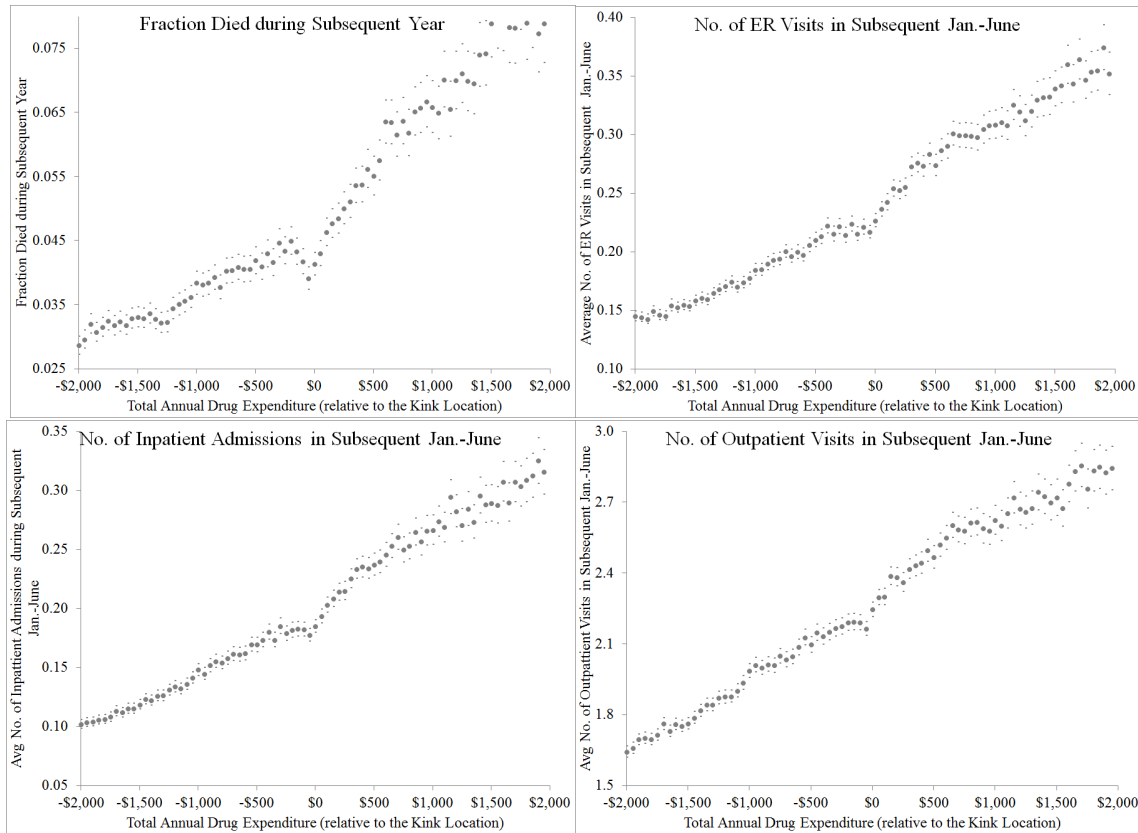 Fraction Died during Subsequent Year
Fraction Died during Subsequent Year
0.075
0.065
0.055
0.045
0.035
0.025
-$2,000 -$1,500 -$1,000 -$500 $0 $500 $1,000 $1,500 $2,000
Total Annual Drug Expenditure (relative to the Kink Location)
No. of ER Visits in Subsequent Jan.-June
Average No. of ER Visits in Subsequent Jan.-June
0.40
0.35
0.30
0.25
0.20
0.15
0.10
-$2,000 -$1,500 -$1,000 -$500 $0 $500 $1,000 $1,500 $2,000
Total Annual Drug Expenditure (relative to the Kink Location)
No. of Inpatient Admissions in Subsequent Jan.-June
Avg No. of Inpattient Admissions during Subsequent
Jan.-June
0.35
0.30
0.25
0.20
0.15
0.10
0.05
-$2,000 -$1,500 -$1,000 -$500 $0 $500 $1,000 $1,500 $2,000
Total Annual Drug Expenditure (relative to the Kink Location)
No. of Outpatient Visits in Subsequent Jan.-June
Avg No. of Outpattient Visits in Subsequent Jan.-June
3.0
2.7
2.4
2.1
1.8
1.5
-$2,000 -$1,500 -$1,000 -$500 $0 $500 $1,000 $1,500 $2,000
Total Annual Drug Expenditure (relative to the Kink Location)